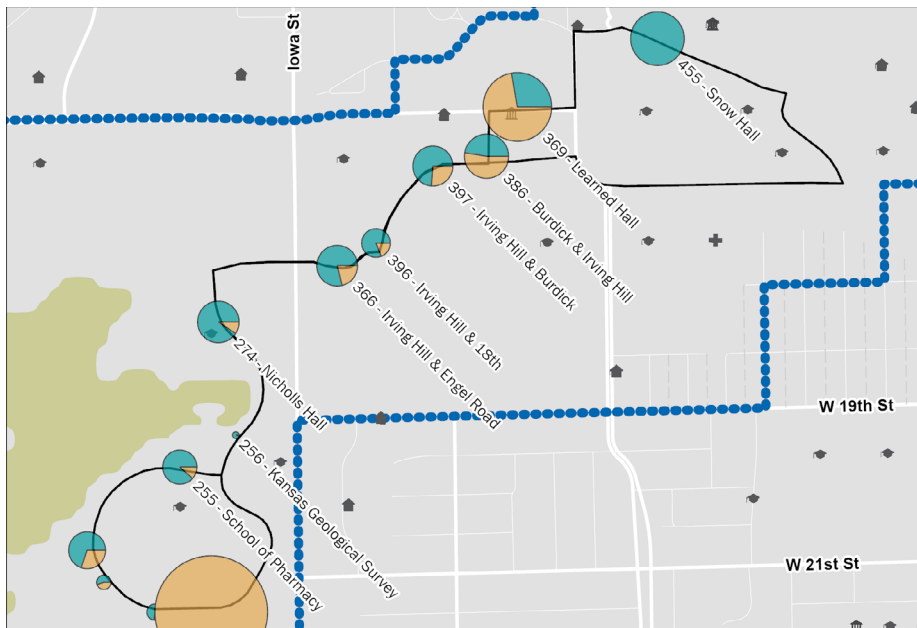 Iowa St
455 - Snow Hall
369 - Learned Hall
386 - Burdick & Irving Hill
397 - Irving Hill & Burdick
396 - Irving Hill & 18th
366 - Irving Hill & Engel Road
274 - Nicholls Hall
W 19th St
256 - Kansas Geological Survey
255 - School of Pharmacy
W 21st St